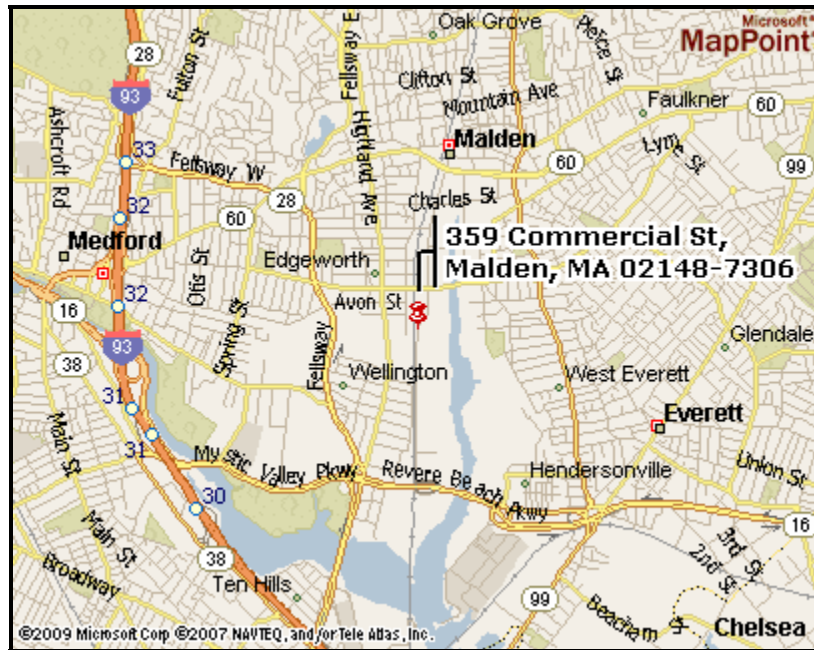 Oak Grove
Pierce St
Microsoft®
MapPoint®
28
Fulton St
Fellsway E
Clifton St
93
Mountain Ave
Faulkner
60
Ashcroft Rd
Highland Ave
Malden
Lynn St
33
Fellsway W
60
99
28
Charles St
32
60
Medford
359 Commercial St,
Malden, MA 02148-7306
Edgeworth
Otis St
Avon St
32
16
Spring St
Fellsway
Glendale
93
38
Wellington
West Everett
31
Everett
Main St
31
Mystic Valley Pkwy
Revere Beach Pkwy
Hendersonville
Union St
30
16
Main St
3rd St
2nd St
38
Broadway
Ten Hills
99
Beacham St
Chelsea
©2009 Microsoft Corp ©2007 NAVTEQ, and/or Tele Atlas, Inc.